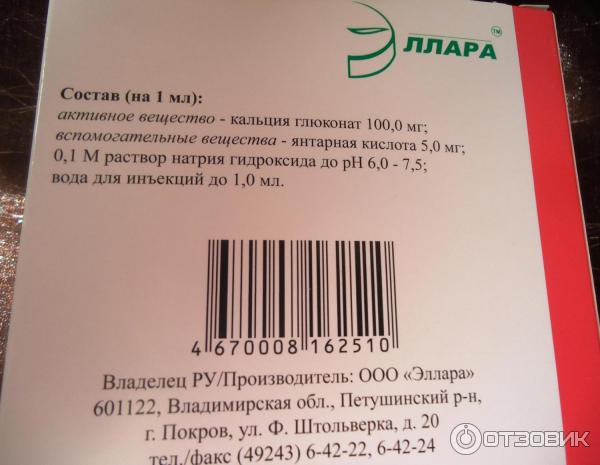 ЭЛЛАРА™
Состав (на 1 мл):
активное вещество - кальция глюконат 100,0 мг;
вспомогательные вещества - янтарная кислота 5,0 мг;
0,1 М раствор натрия гидроксида до pH 6,0 - 7,5;
вода для инъекций до 1,0 мл.
4 670008 162510
Владелец РУ/Производитель: ООО «Эллара»
601122, Владимирская обл., Петушинский р-н,
г. Покров, ул. Ф. Штольверка, д. 20
тел./факс (49243) 6-42-22, 6-42-24
ОТЗОВИК